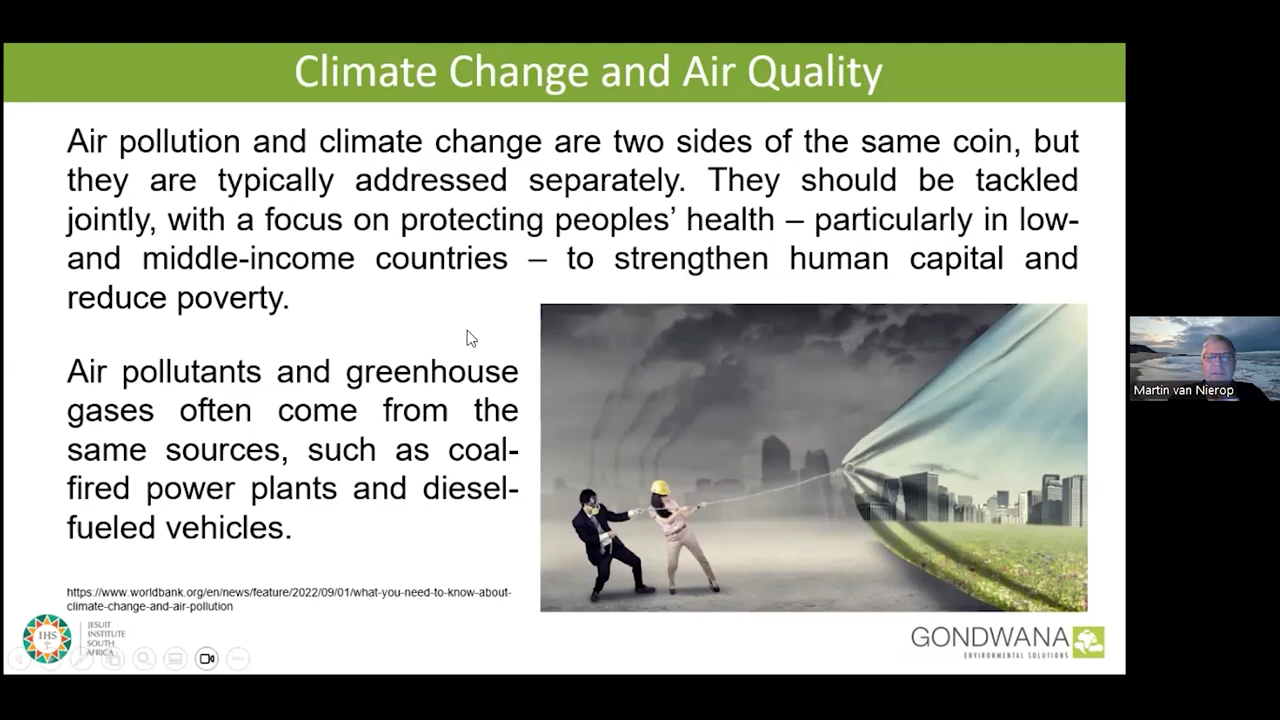 Climate Change and Air Quality
Air pollution and climate change are two sides of the same coin, but
they are typically addressed separately. They should be tackled
jointly, with a focus on protecting peoples’ health – particularly in low-
and middle-income countries – to strengthen human capital and
reduce poverty.
Air pollutants and greenhouse
gases often come from the
same sources, such as coal-
fired power plants and diesel-
fueled vehicles.
https://www.worldbank.org/en/news/feature/2022/09/01/what-you-need-to-know-about-
climate-change-and-air-pollution
IHS
JESUIT
INSTITUTE
SOUTH
AFRICA
GONDWANA
ENVIRONMENTAL SOLUTIONS
Martin van Nierop